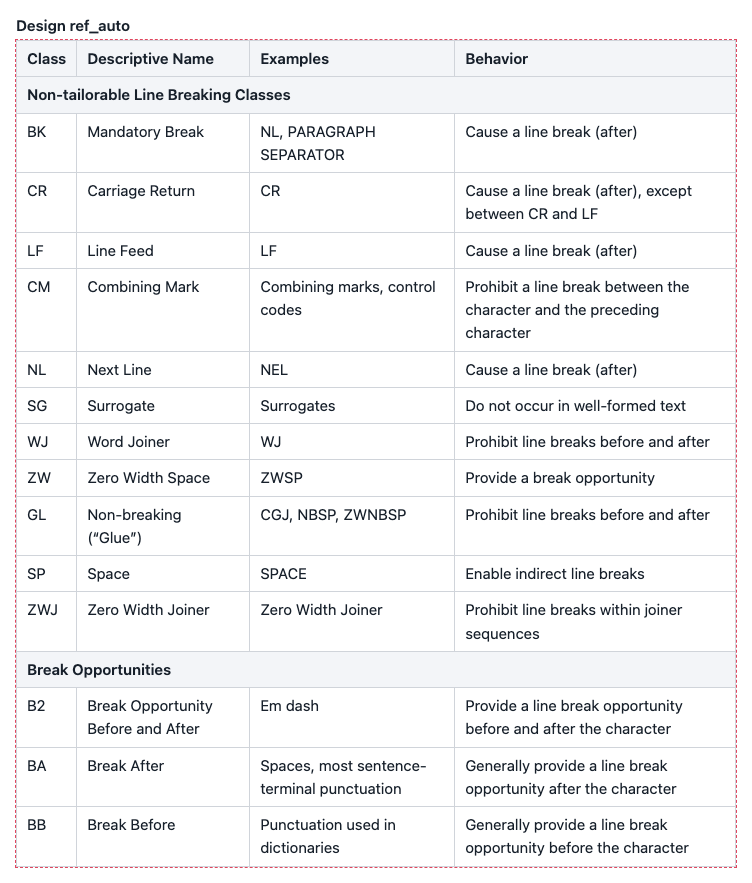 Design ref_auto
Class Descriptive Name Examples Behavior
Non-tailorable Line Breaking Classes
BK Mandatory Break NL, PARAGRAPH Cause a line break (after)
SEPARATOR
CR Carriage Return CR Cause a line break (after), except
between CR and LF
LF Line Feed LF Cause a line break (after)
CM Combining Mark Combining marks, control Prohibit a line break between the
codes character and the preceding
character
NL Next Line NEL Cause a line break (after)
SG Surrogate Surrogates Do not occur in well-formed text
WJ Word Joiner WJ Prohibit line breaks before and after
ZW Zero Width Space ZWSP Provide a break opportunity
GL Non-breaking CGJ, NBSP, ZWNBSP Prohibit line breaks before and after
(“Glue”)
SP Space SPACE Enable indirect line breaks
ZWJ Zero Width Joiner Zero Width Joiner Prohibit line breaks within joiner
sequences
Break Opportunities
B2 Break Opportunity Em dash Provide a line break opportunity
Before and After before and after the character
BA Break After Spaces, most sentence- Generally provide a line break
terminal punctuation opportunity after the character
BB Break Before Punctuation used in Generally provide a line break
dictionaries opportunity before the character